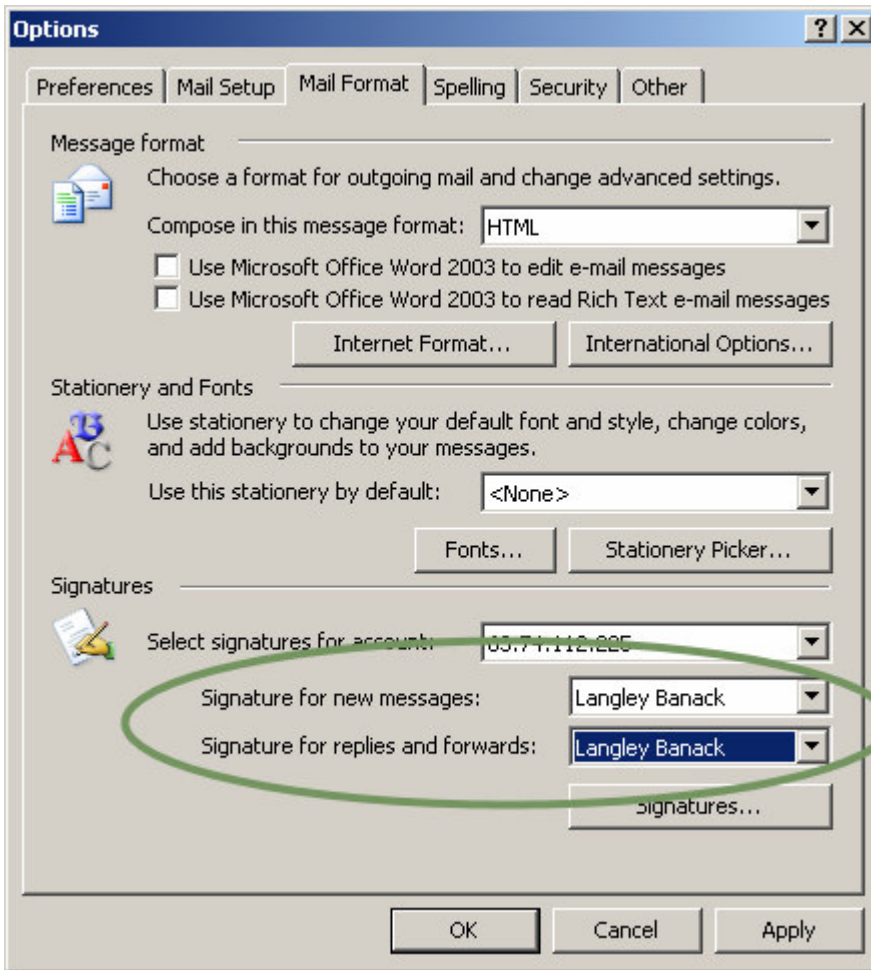 Options
Preferences Mail Setup Mail Format Spelling Security Other
Message format
Choose a format for outgoing mail and change advanced settings.
Compose in this message format: HTML
Use Microsoft Office Word 2003 to edit e-mail messages
Use Microsoft Office Word 2003 to read Rich Text e-mail messages
Internet Format... International Options...
Stationery and Fonts
Use stationery to change your default font and style, change colors,
and add backgrounds to your messages.
Use this stationery by default: <None>
Fonts... Stationery Picker...
Signatures
Select signatures for account:
Signature for new messages: Langley Banack
Signature for replies and forwards: Langley Banack
Signatures...
OK Cancel Apply